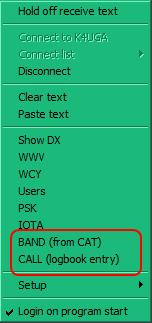 Hold off receive text
Connect to K4UGA
Connect list
Disconnect
Clear text
Paste text
Show DX
WWV
WCY
Users
PSK
IOTA
BAND (from CAT)
CALL (logbook entry)
Setup
Login on program start